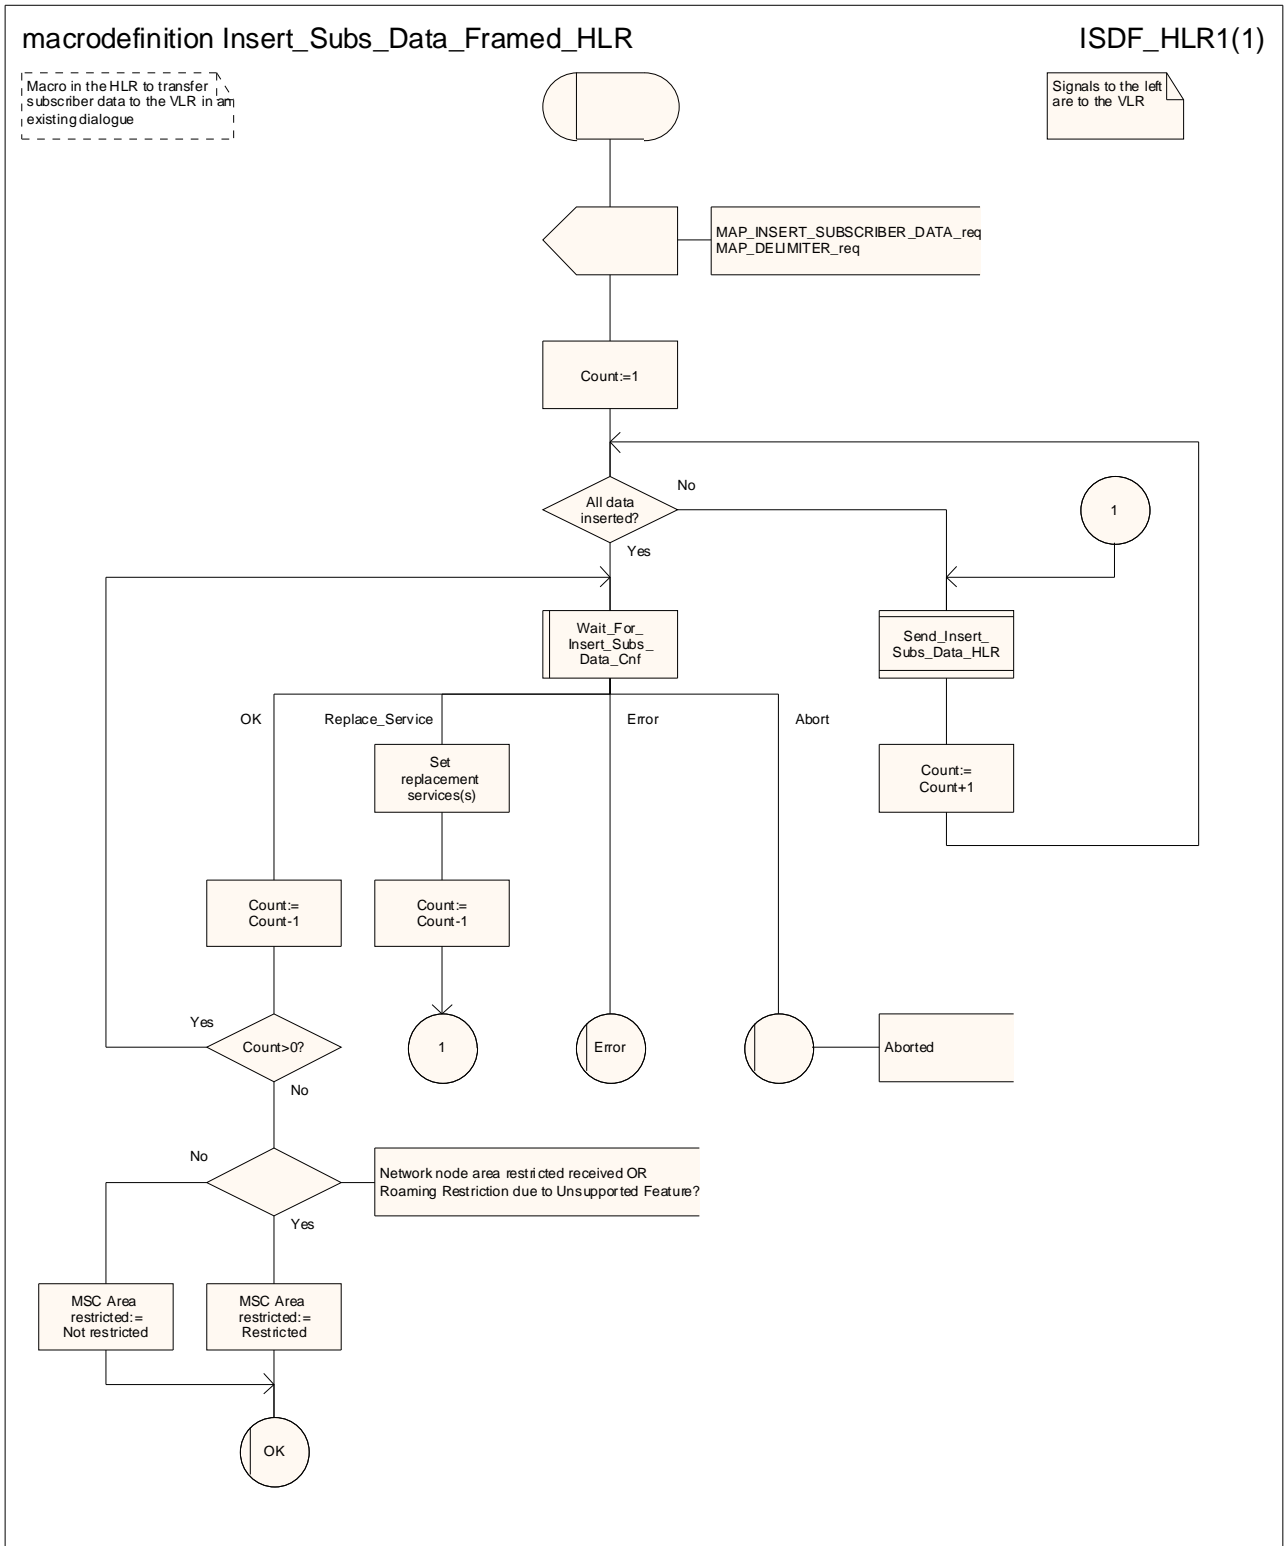 macrodefinition Insert_Subs_Data_Framed_HLR
ISDF_HLR1(1)
Macro in the HLR to transfer
subscriber data to the VLR in an
existing dialogue
Signals to the left
are to the VLR
MAP_INSERT_SUBSCRIBER_DATA_req
MAP_DELIMITER_req
Count:=1
No
All data
inserted?
1
Yes
Wait_For_
Insert_Subs_
Data_Cnf
Send_Insert_
Subs_Data_HLR
OK
Replace_Service
Error
Abort
Set
replacement
services(s)
Count:=
Count+1
Count:=
Count-1
Count:=
Count-1
Yes
Count>0?
1
Error
Aborted
No
No
Network node area restricted received OR
Roaming Restriction due to Unsupported Feature?
Yes
MSC Area
restricted:=
Not restricted
MSC Area
restricted:=
Restricted
OK